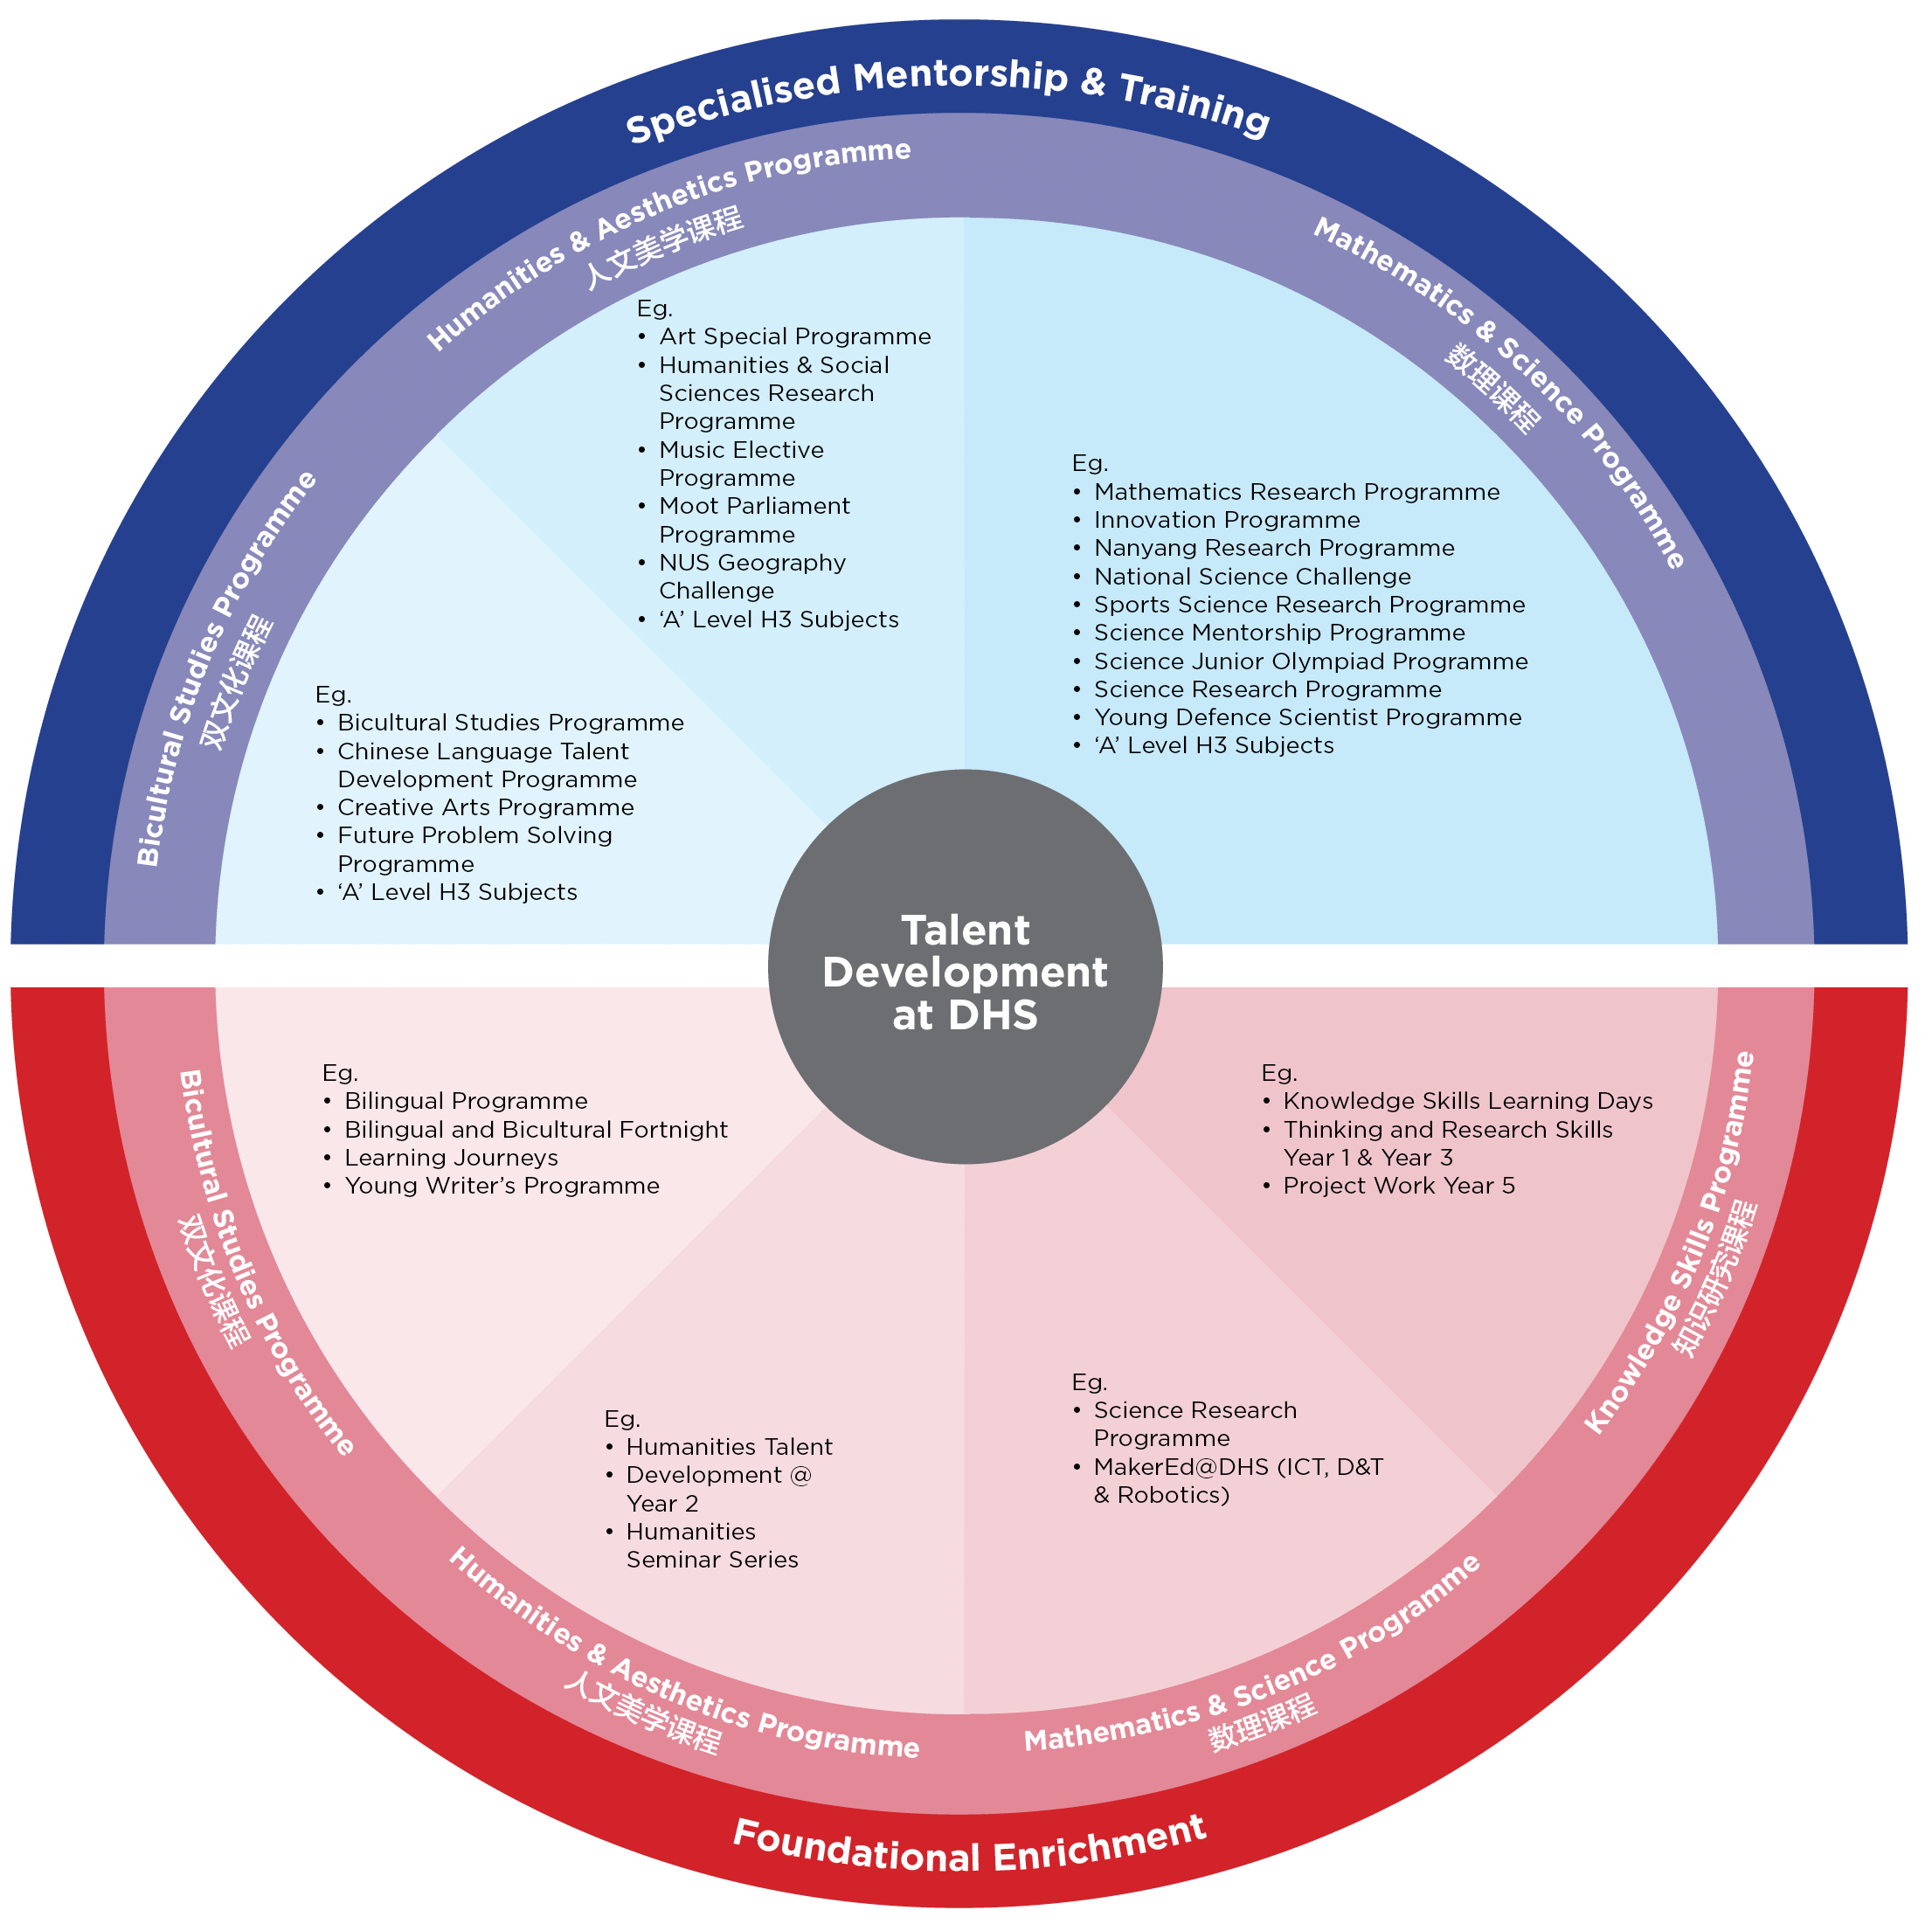 Specialised Mentorship & Training
Humanities & Aesthetics Programme
人文美学课程
Eg.
• Art Special Programme
• Humanities & Social
Sciences Research
Programme
• Music Elective
Programme
• Moot Parliament
Programme
• NUS Geography
Challenge
• ‘A’ Level H3 Subjects
Mathematics & Science Programme
数理课程
Eg.
• Mathematics Research Programme
• Innovation Programme
• Nanyang Research Programme
• National Science Challenge
• Sports Science Research Programme
• Science Mentorship Programme
• Science Junior Olympiad Programme
• Science Research Programme
• Young Defence Scientist Programme
• ‘A’ Level H3 Subjects
Bicultural Studies Programme
双文化课程
Eg.
• Bicultural Studies Programme
• Chinese Language Talent
Development Programme
• Creative Arts Programme
• Future Problem Solving
Programme
• ‘A’ Level H3 Subjects
Talent
Development
at DHS
Bicultural Studies Programme
双文化课程
Eg.
• Bilingual Programme
• Bilingual and Bicultural Fortnight
• Learning Journeys
• Young Writer’s Programme
Knowledge Skills Programme
知识研究课程
Eg.
• Knowledge Skills Learning Days
• Thinking and Research Skills
Year 1 & Year 3
• Project Work Year 5
Humanities & Aesthetics Programme
人文美学课程
Eg.
• Humanities Talent
• Development @
Year 2
• Humanities
Seminar Series
Mathematics & Science Programme
数理课程
Eg.
• Science Research
Programme
• MakerEd@DHS (ICT, D&T
& Robotics)
Foundational Enrichment